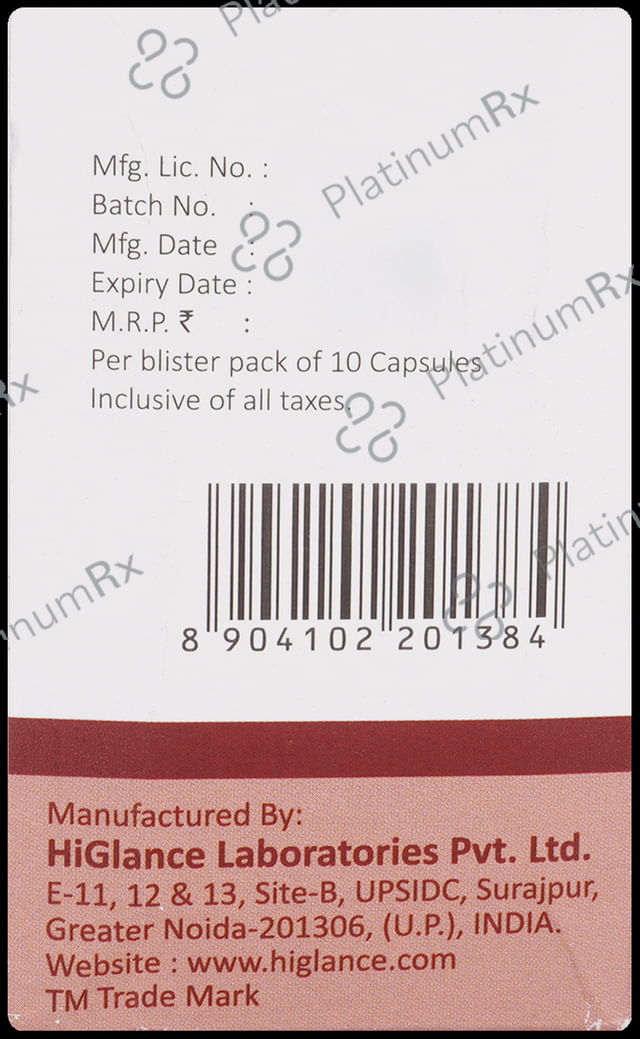 PlatinumRx
Mfg. Lic. No. :
Batch No. :
Mfg. Date :
Expiry Date :
M.R.P. ₹ :
Per blister pack of 10 Capsules
Inclusive of all taxes.
PlatinumRx
PlatinumRx
8 904102 201384
Manufactured By:
HiGlance Laboratories Pvt. Ltd.
E-11, 12 & 13, Site-B, UPSIDC, Surajpur,
Greater Noida-201306, (U.P.), INDIA.
Website : www.higlance.com
TM Trade Mark